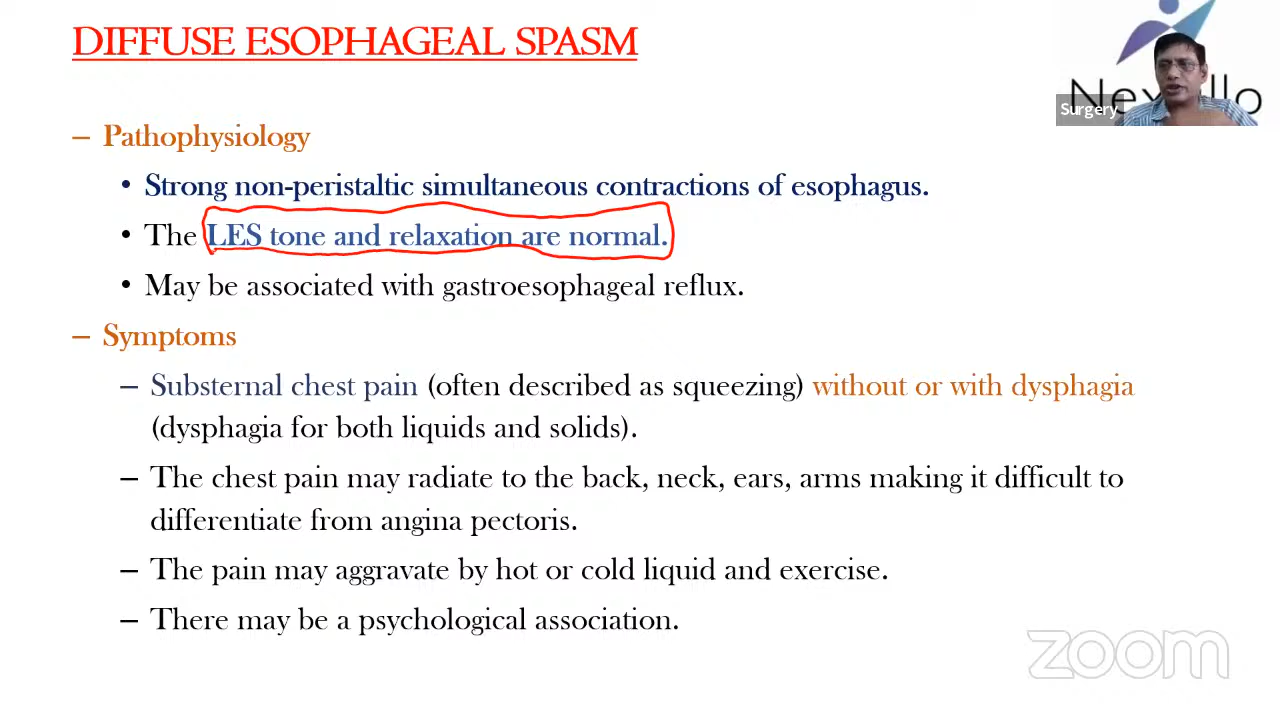 DIFFUSE ESOPHAGEAL SPASM
Surgery
– Pathophysiology
• Strong non-peristaltic simultaneous contractions of esophagus.
• The LES tone and relaxation are normal.
• May be associated with gastroesophageal reflux.
– Symptoms
– Substernal chest pain (often described as squeezing) without or with dysphagia
(dysphagia for both liquids and solids).
– The chest pain may radiate to the back, neck, ears, arms making it difficult to
differentiate from angina pectoris.
– The pain may aggravate by hot or cold liquid and exercise.
– There may be a psychological association.
zoom